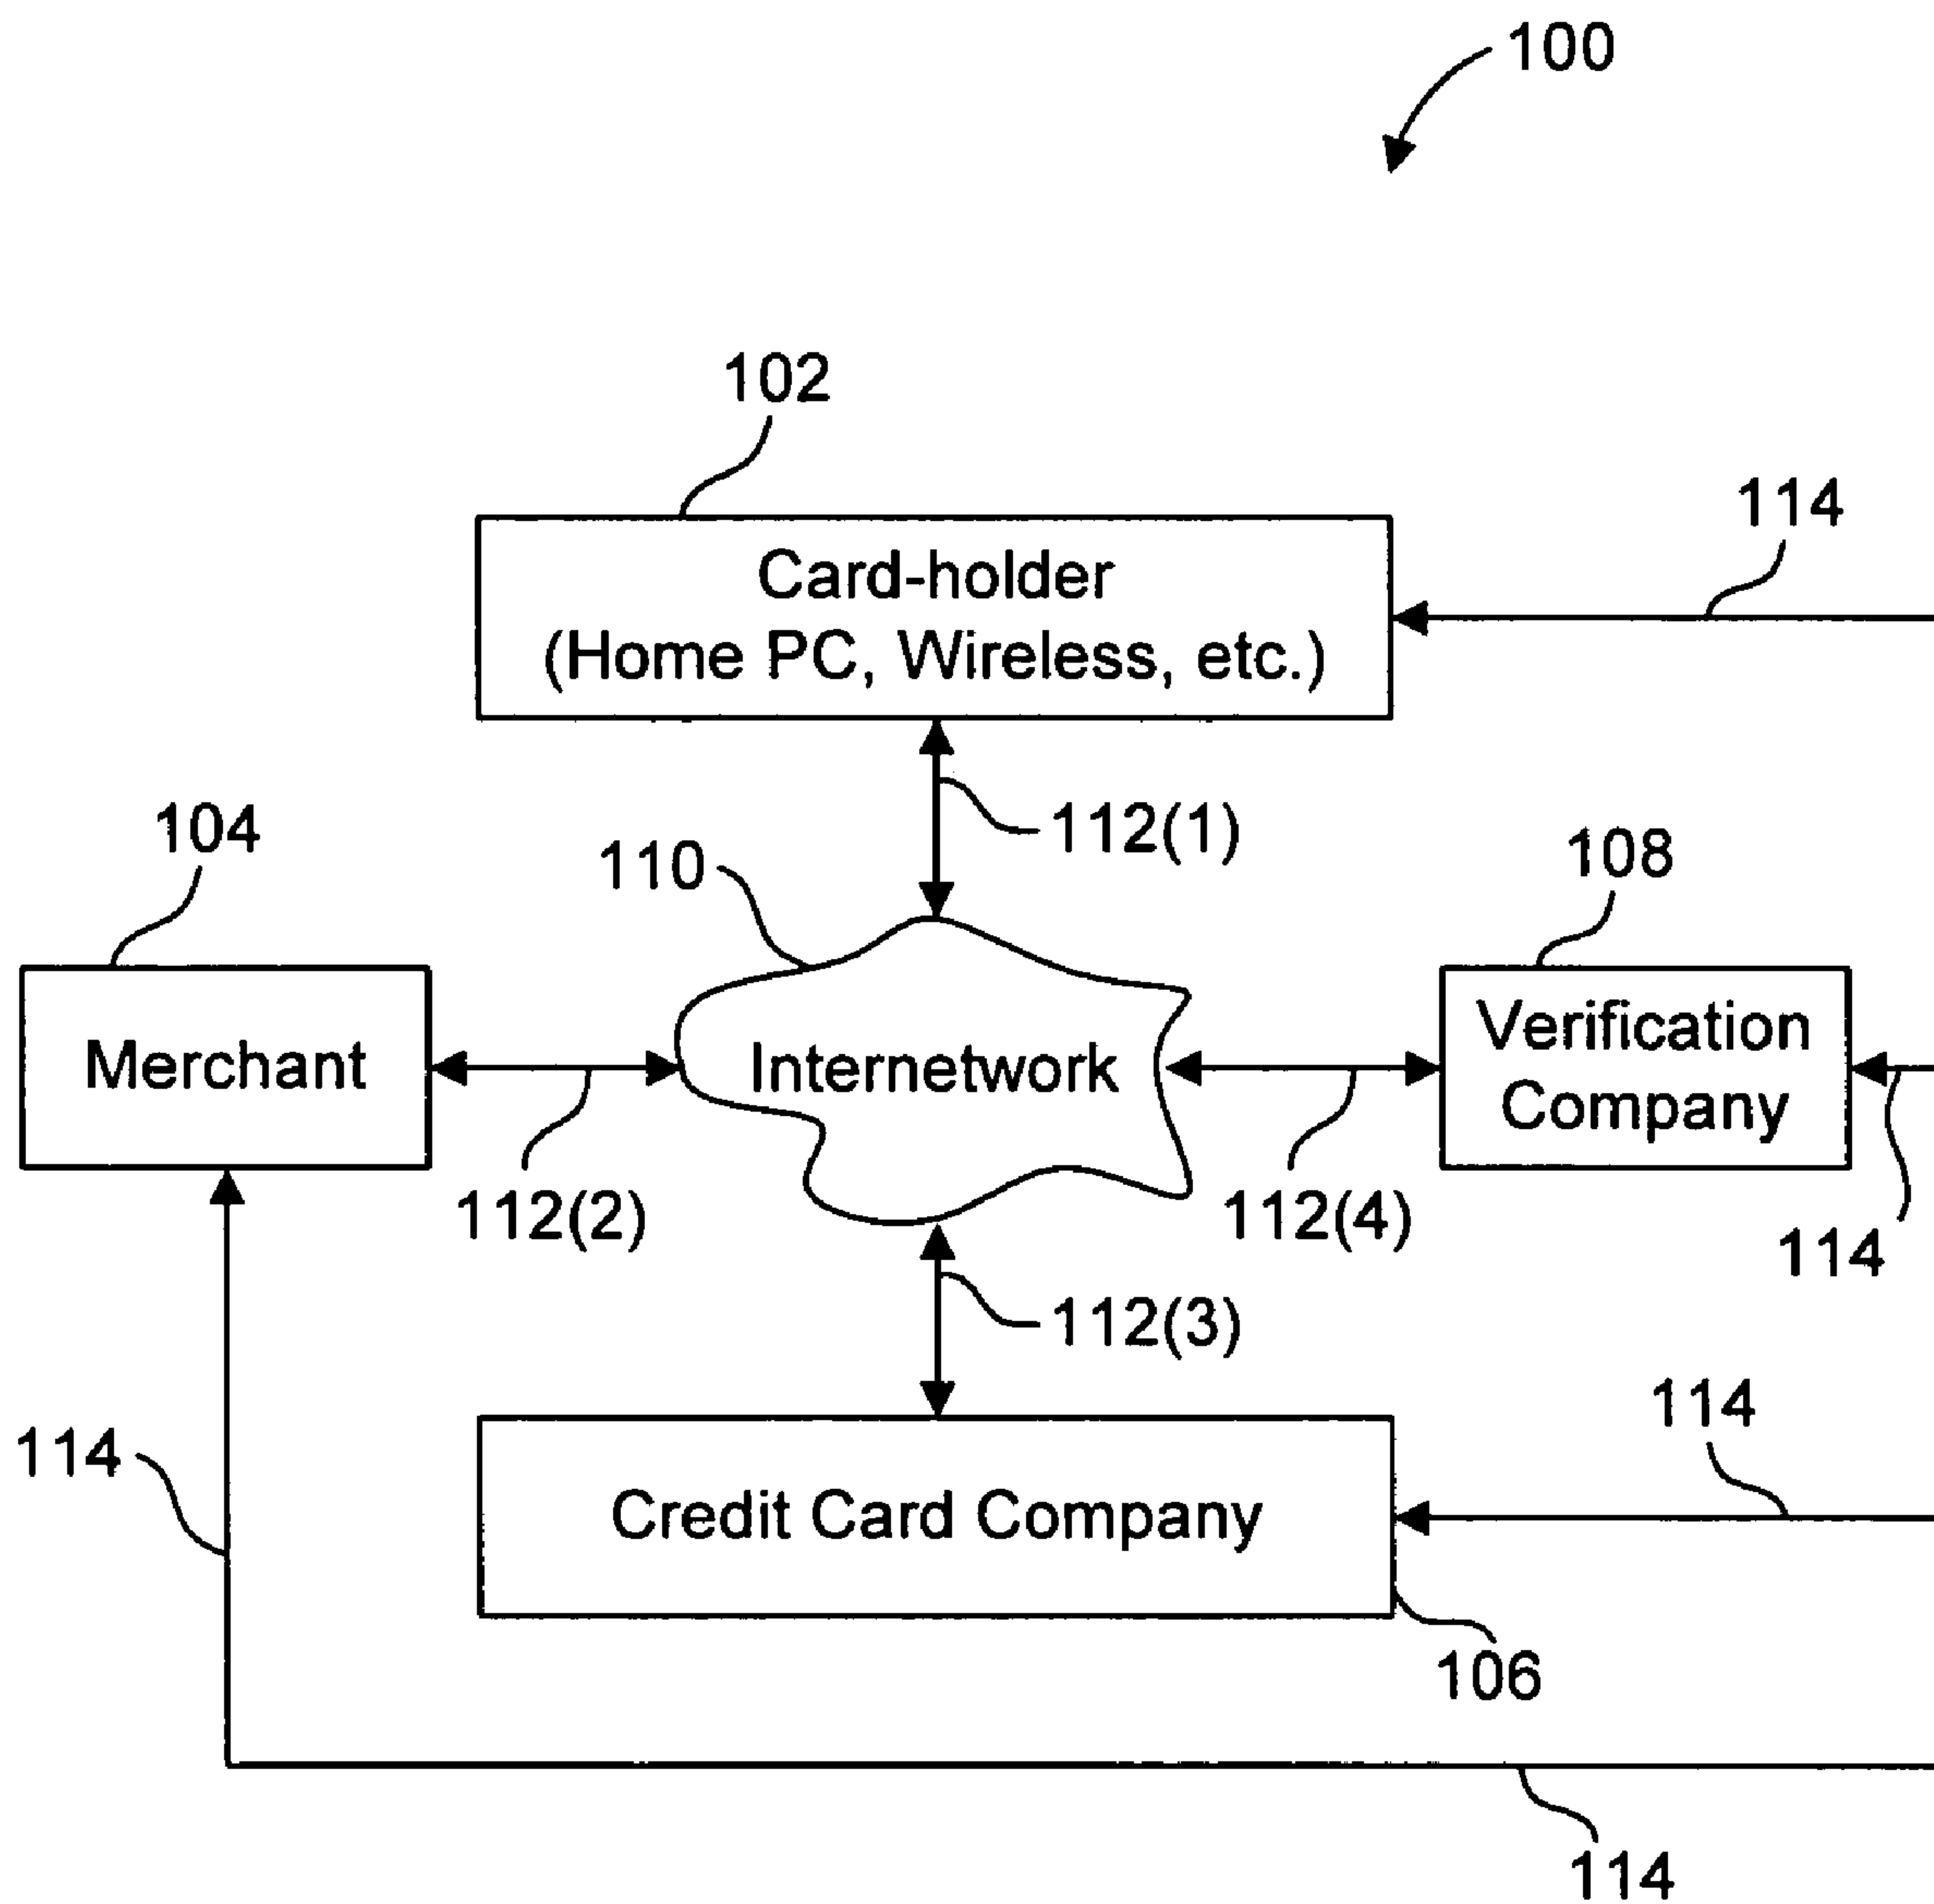 100
102
114
Card-holder
(Home PC, Wireless, etc.)
104
110
112(1)
108
Merchant
Internetwork
Verification
Company
112(2)
112(4)
114
112(3)
114
114
Credit Card Company
106
114